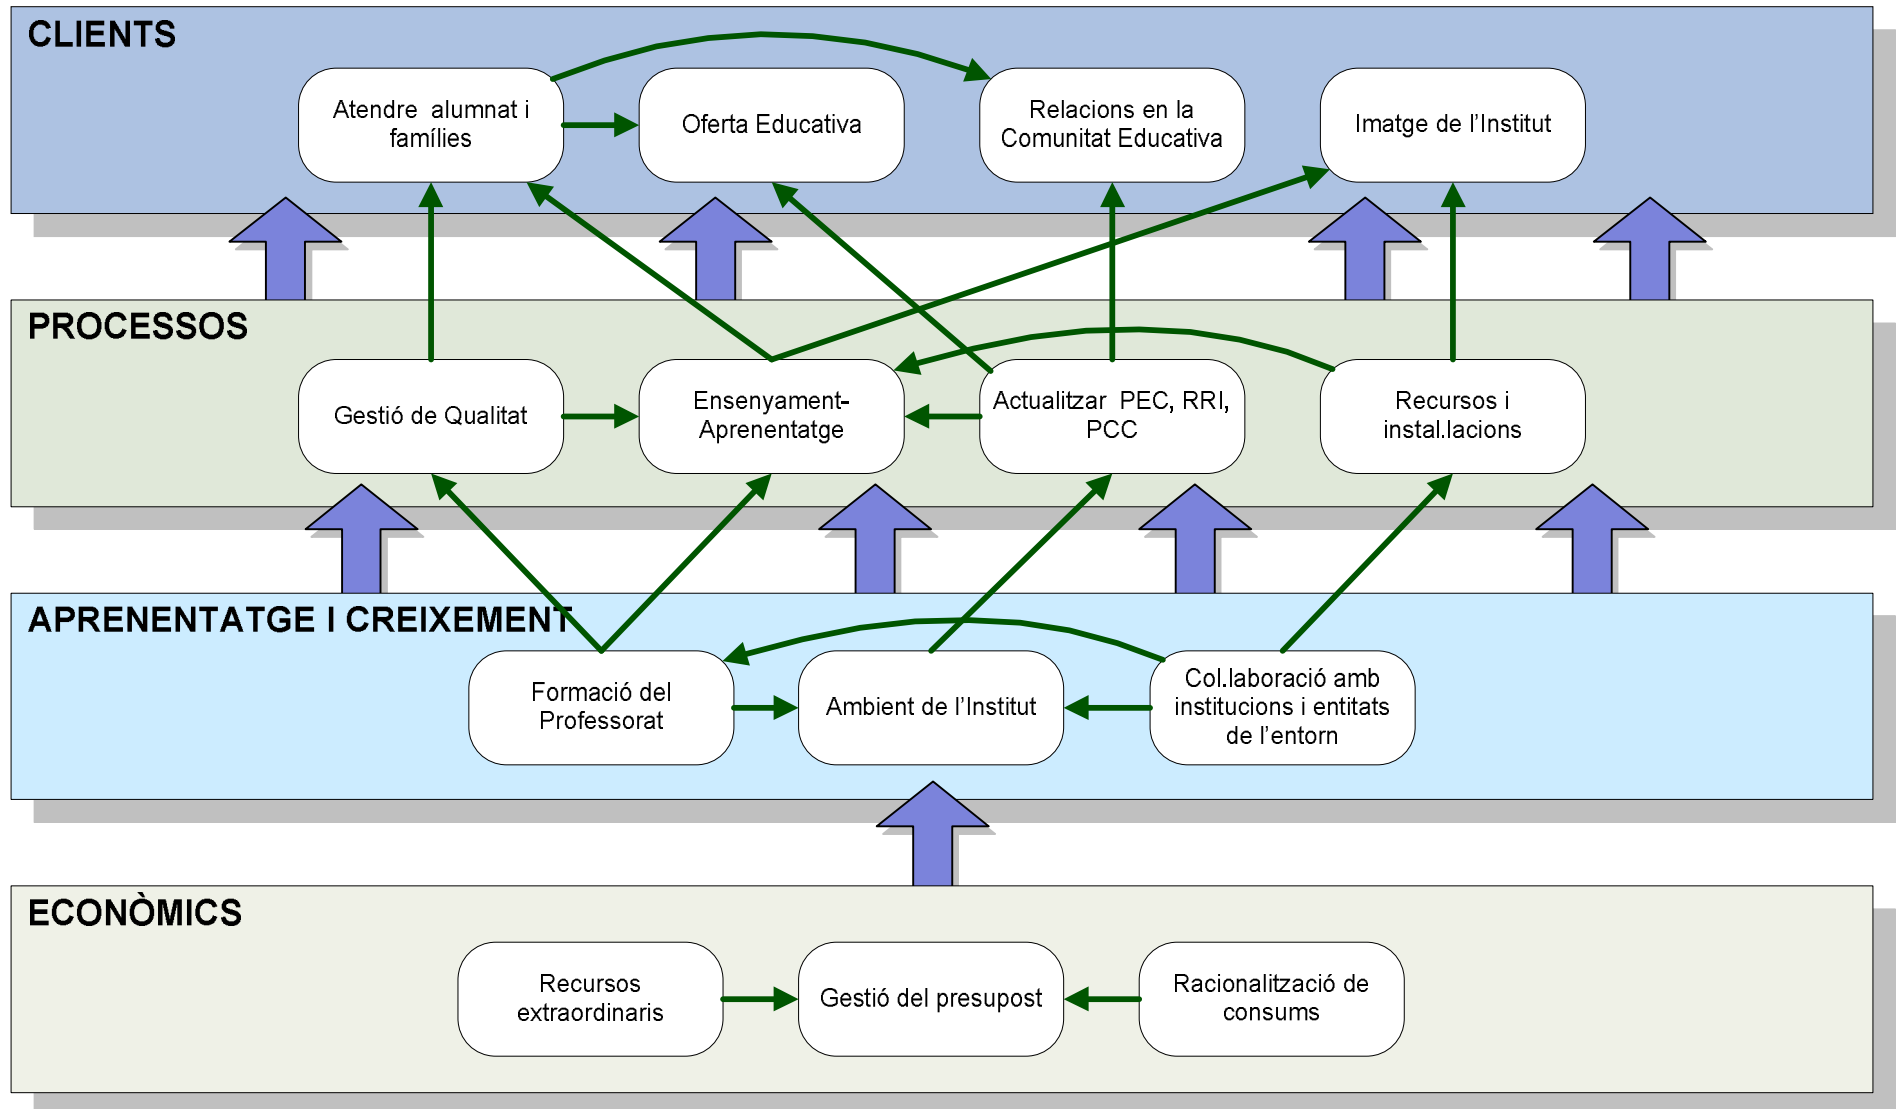 CLIENTS
Atendre alumnat i
famílies
Oferta Educativa
Relacions en la
Comunitat Educativa
Imatge de l’Institut
PROCESSOS
Gestió de Qualitat
Ensenyament-
Aprenentatge
Actualitzar PEC, RRI,
PCC
Recursos i
instal.lacions
APRENENTATGE I CREIXEMENT
Formació del
Professorat
Ambient de l’Institut
Col.laboració amb
institucions i entitats
de l’entorn
ECONÒMICS
Recursos
extraordinaris
Gestió del presupost
Racionalització de
consums